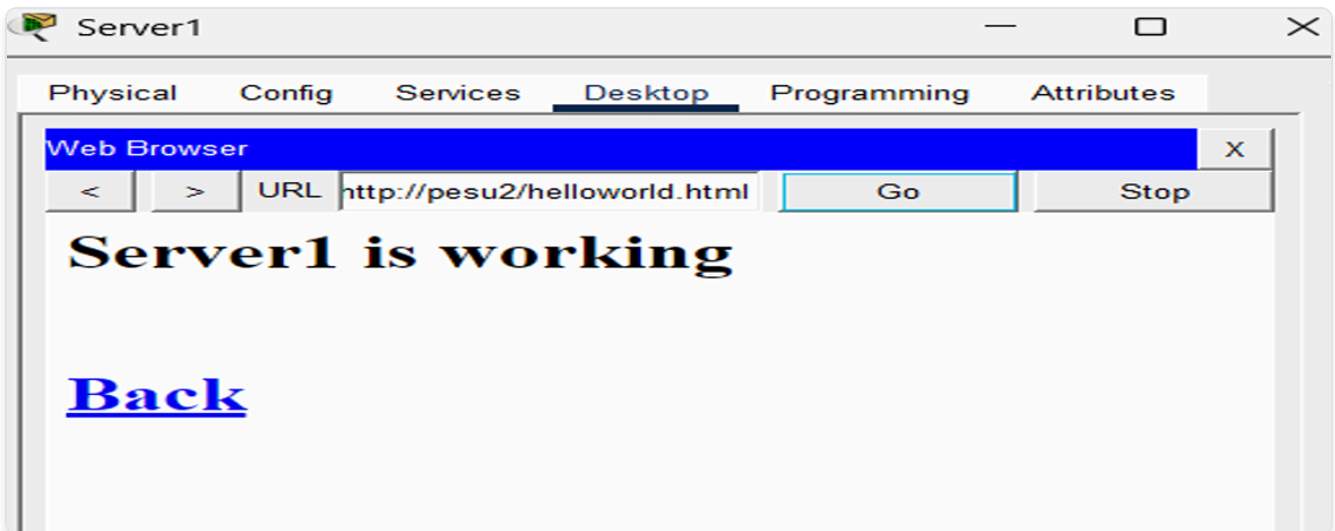 Server1
Physical Config Services Desktop Programming Attributes
Web Browser X
< > URL http://pesu2/helloworld.html Go Stop
Server1 is working
Back